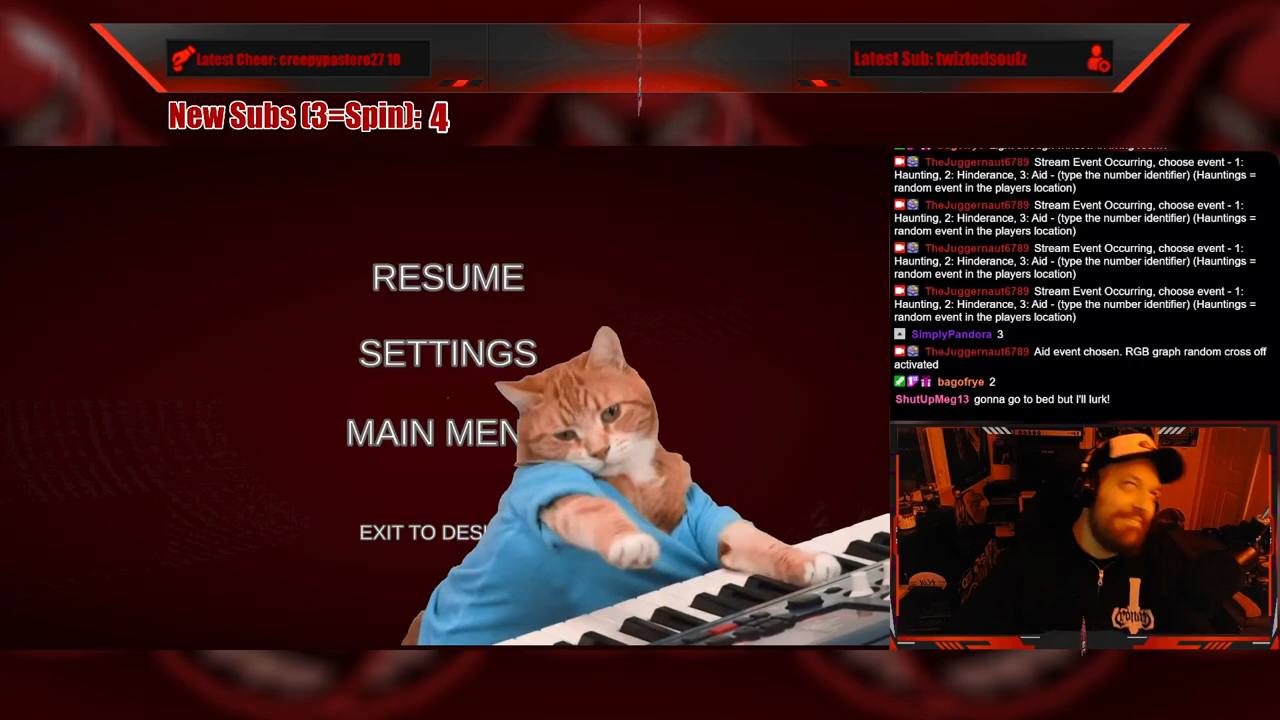 Latest Cheer: creepypastero27 10
Latest Sub: twiztedsoulz
New Subs (3=Spin): 4
RESUME
SETTINGS
MAIN MEN
EXIT TO DES
TheJuggernaut6789 Stream Event Occurring, choose event - 1:
Haunting, 2: Hinderance, 3: Aid - (type the number identifier) (Hauntings =
random event in the players location)
TheJuggernaut6789 Stream Event Occurring, choose event - 1:
Haunting, 2: Hinderance, 3: Aid - (type the number identifier) (Hauntings =
random event in the players location)
TheJuggernaut6789 Stream Event Occurring, choose event - 1:
Haunting, 2: Hinderance, 3: Aid - (type the number identifier) (Hauntings =
random event in the players location)
TheJuggernaut6789 Stream Event Occurring, choose event - 1:
Haunting, 2: Hinderance, 3: Aid - (type the number identifier) (Hauntings =
random event in the players location)
SimplyPandora 3
TheJuggernaut6789 Aid event chosen. RGB graph random cross off
activated
bagofrye 2
ShutUpMeg13 gonna go to bed but I'll lurk!